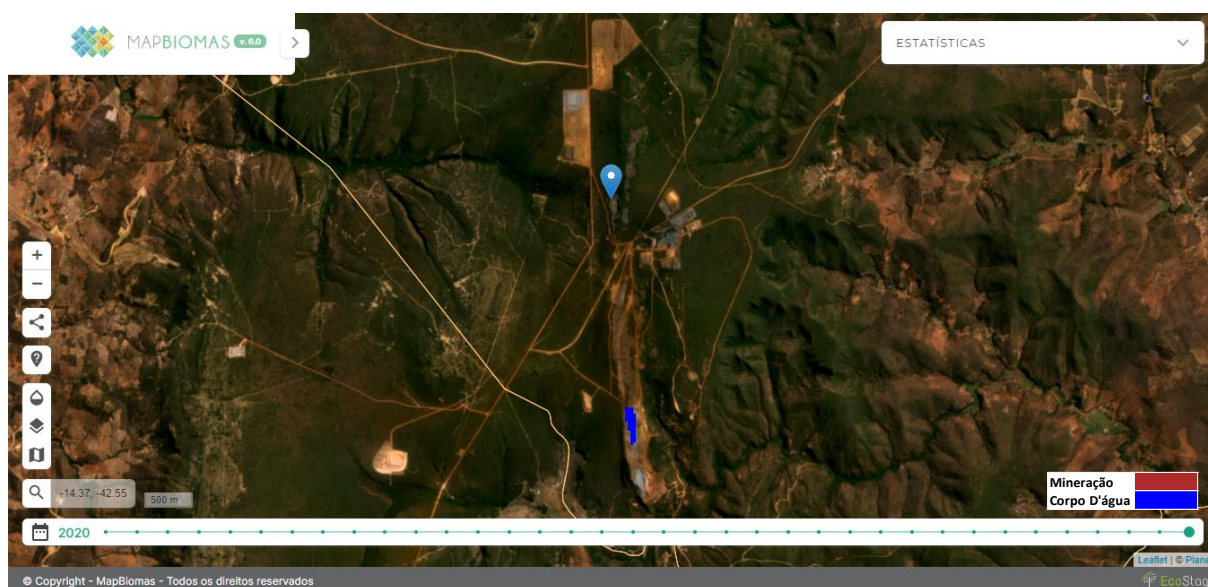 MAPBIOMAS v. 6.0
ESTATÍSTICAS
+
−
-14.37, -42.55
500 m
Mineração
Corpo D'água
2020
Leaflet | © Plane
© Copyright - MapBiomas - Todos os direitos reservados
EcoStag